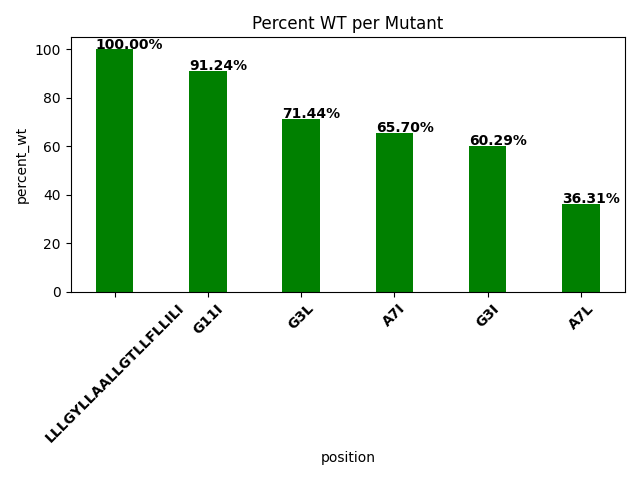 Percent WT per Mutant
percent_wt
100
80
60
40
20
0
100.00%
91.24%
71.44%
65.70%
60.29%
36.31%
LLLGYLLAALLGTLLFLLILI
G11I
G3L
A7I
G3I
A7L
position